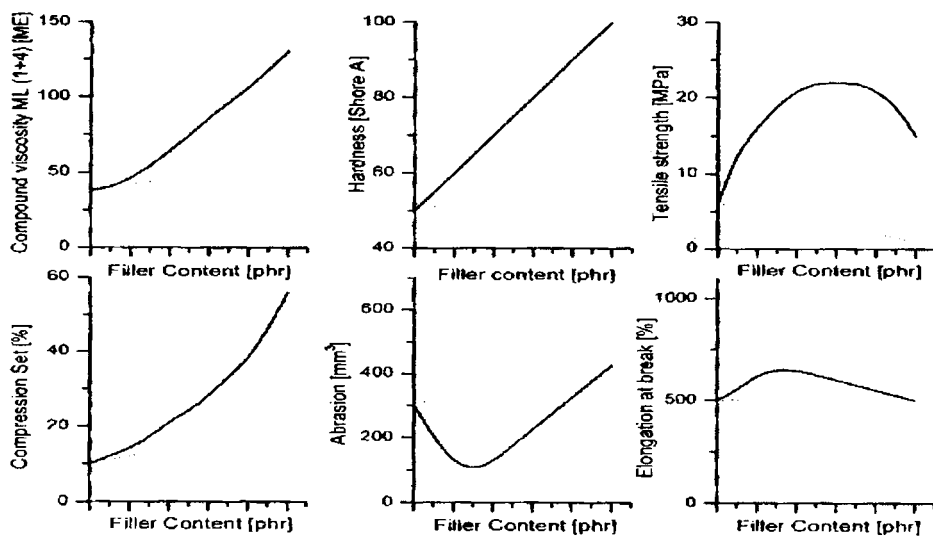 Compound viscosity ML (1+4) [ME]
150
100
50
0
Filler Content [phr]
Hardness [Shore A]
100
80
60
40
Filler content [phr]
Tensile strength [MPa]
30
20
10
0
Filler Content [phr]
Compression Set [%]
60
40
20
0
Filler Content [phr]
Abrasion [mm³]
600
400
200
0
Filler Content [phr]
Elongation at break [%]
1000
500
0
Filler Content [phr]